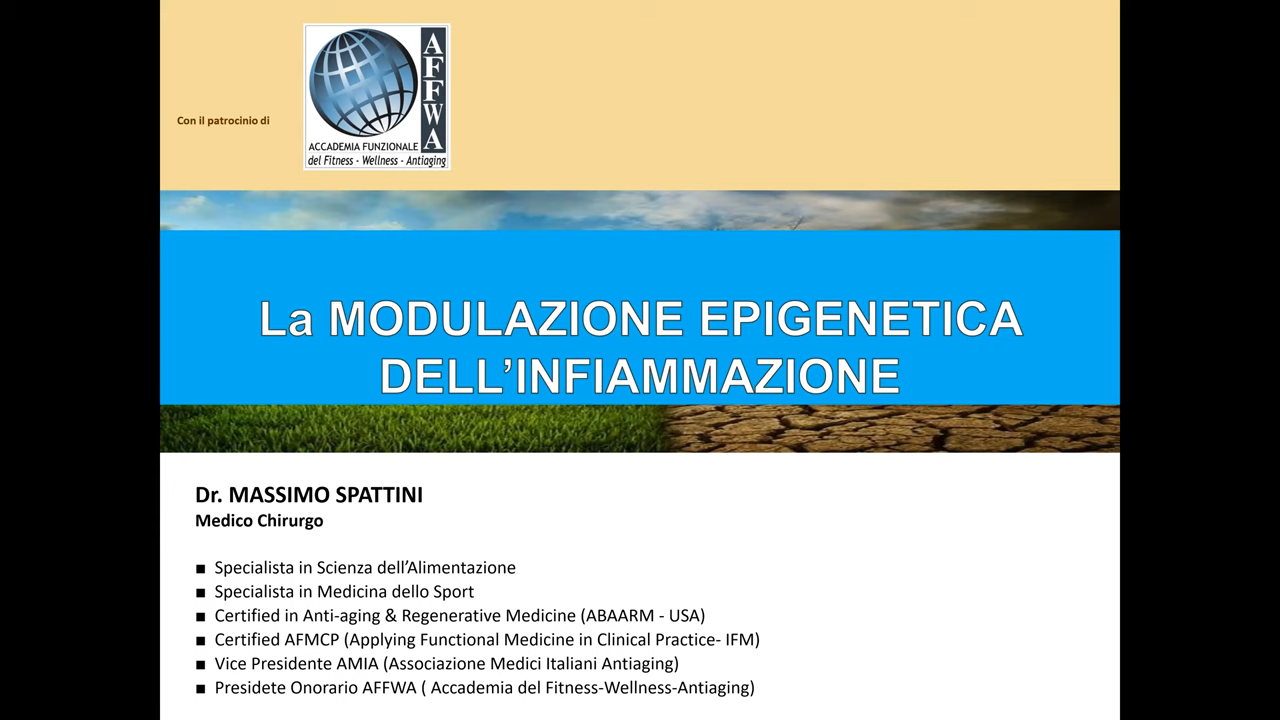 Con il patrocinio di
AFFWA
ACCADEMIA FUNZIONALE
del Fitness - Wellness - Antiaging
La MODULAZIONE EPIGENETICA
DELL’INFIAMMAZIONE
Dr. MASSIMO SPATTINI
Medico Chirurgo
▪ Specialista in Scienza dell’Alimentazione
▪ Specialista in Medicina dello Sport
▪ Certified in Anti-aging & Regenerative Medicine (ABAARM - USA)
▪ Certified AFMCP (Applying Functional Medicine in Clinical Practice- IFM)
▪ Vice Presidente AMIA (Associazione Medici Italiani Antiaging)
▪ Presidete Onorario AFFWA ( Accademia del Fitness-Wellness-Antiaging)